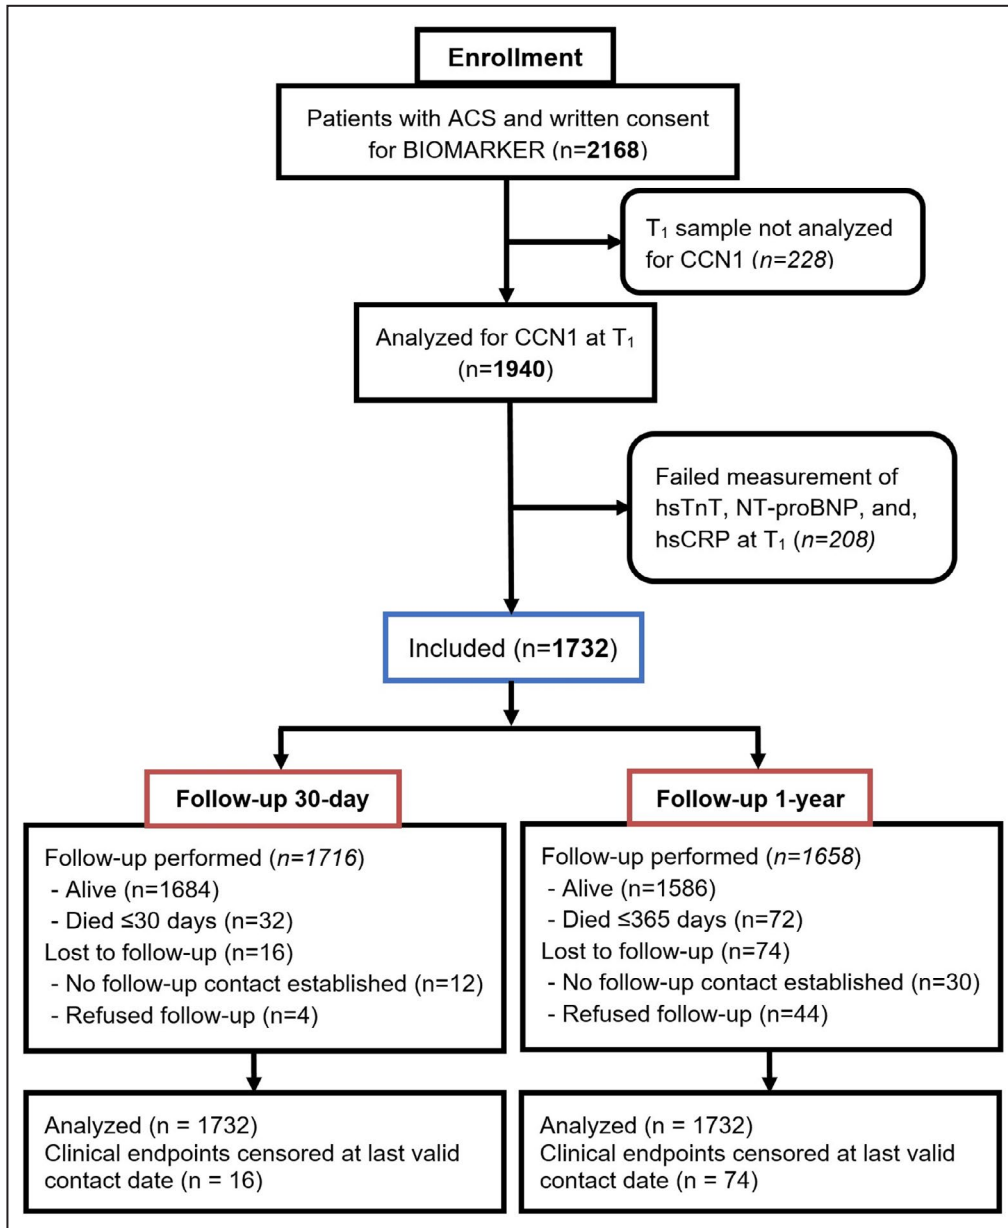 Enrollment
Patients with ACS and written consent
for BIOMARKER (n=2168)
T₁ sample not analyzed
for CCN1 (n=228)
Analyzed for CCN1 at T₁
(n=1940)
Failed measurement of
hsTnT, NT-proBNP, and,
hsCRP at T₁ (n=208)
Included (n=1732)
Follow-up 30-day
Follow-up performed (n=1716)
- Alive (n=1684)
- Died ≤30 days (n=32)
Lost to follow-up (n=16)
- No follow-up contact established (n=12)
- Refused follow-up (n=4)
Analyzed (n = 1732)
Clinical endpoints censored at last valid
contact date (n = 16)
Follow-up 1-year
Follow-up performed (n=1658)
- Alive (n=1586)
- Died ≤365 days (n=72)
Lost to follow-up (n=74)
- No follow-up contact established (n=30)
- Refused follow-up (n=44)
Analyzed (n = 1732)
Clinical endpoints censored at last valid
contact date (n = 74)